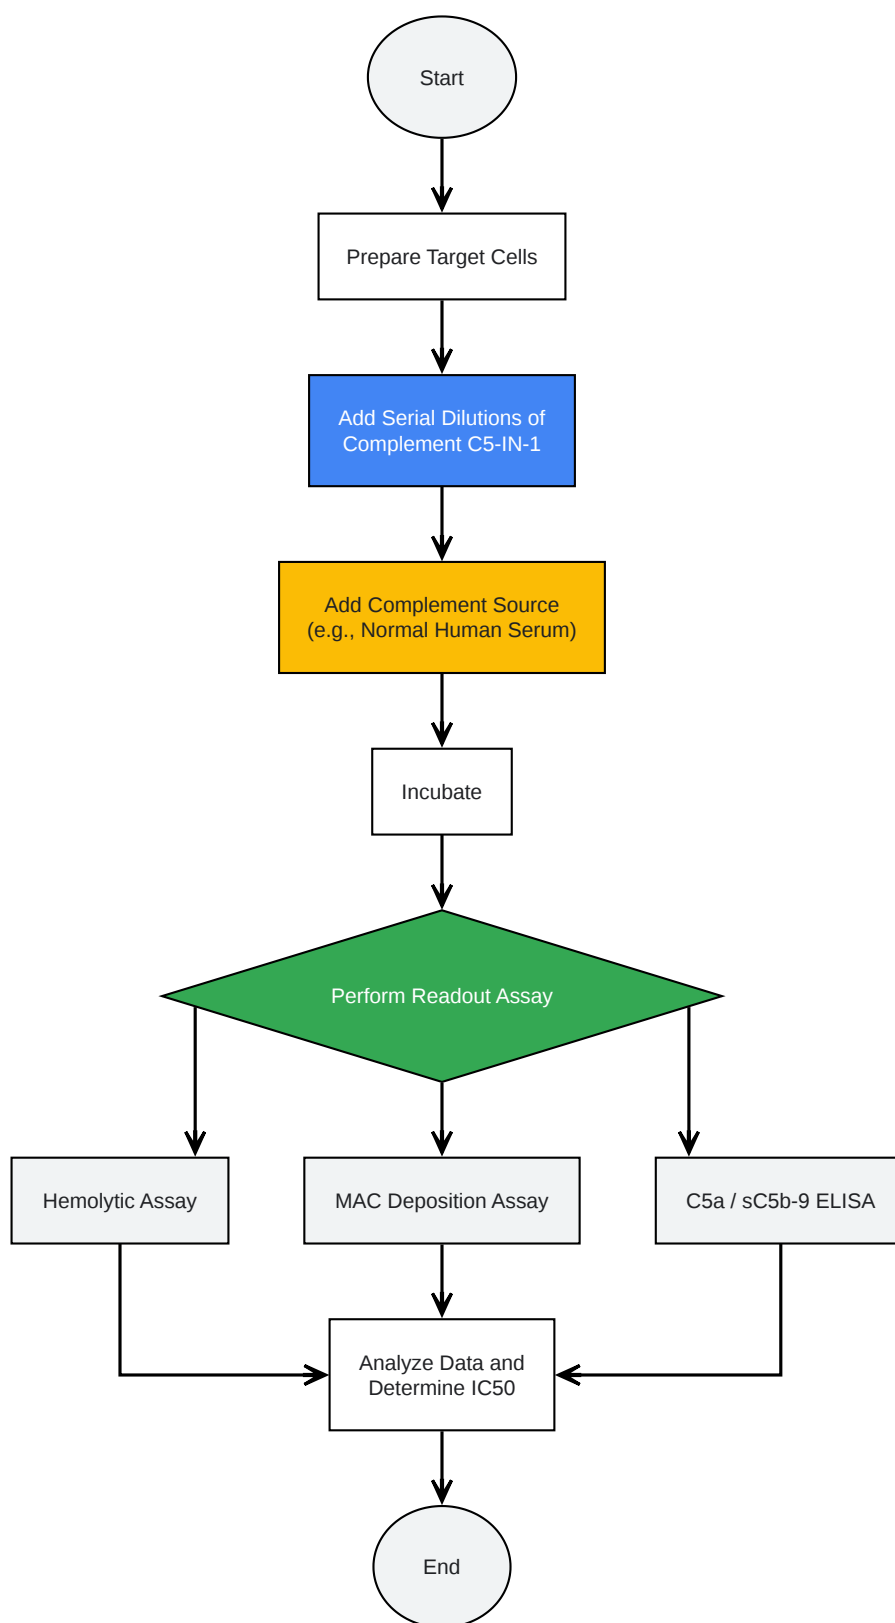 Start
Prepare Target Cells
Add Serial Dilutions of
Complement C5-IN-1
Add Complement Source
(e.g., Normal Human Serum)
Incubate
Perform Readout Assay
Hemolytic Assay
MAC Deposition Assay
C5a / sC5b-9 ELISA
Analyze Data and
Determine IC50
End